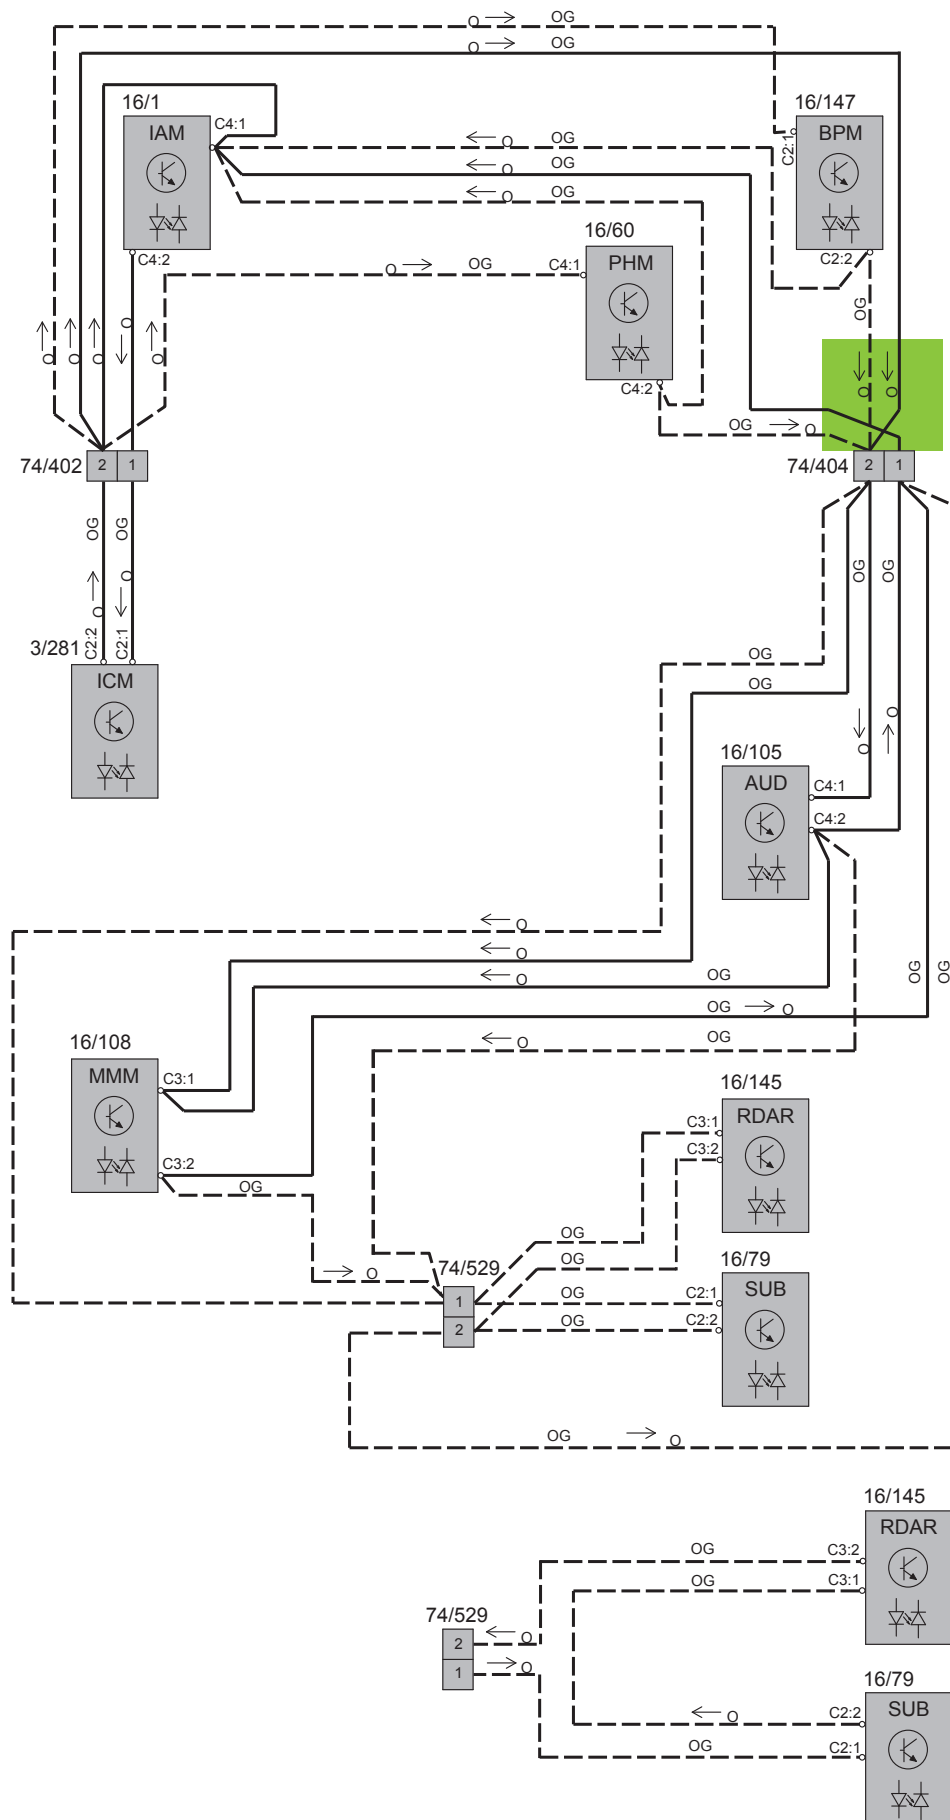 O OG
O OG
16/1
16/147
IAM
C4:1
C2:1
BPM
O OG
O OG
O OG
16/60
C4:2
O OG
C4:1
PHM
C2:2
OG
O
O
O
O
O
O
C4:2
O
O
OG
O
74/402
2
1
74/404
2
1
OG
OG
OG
OG
O
O
C2:2
C2:1
3/281
ICM
OG
OG
O
O
16/105
AUD
C4:1
C4:2
O
O
O
OG
OG
OG
OG
O
O
OG
16/108
MMM
C3:1
16/145
C3:1
RDAR
C3:2
C3:2
OG
OG
OG
O
74/529
16/79
1
OG
C2:1
SUB
2
OG
C2:2
OG
O
16/145
OG
C3:2
RDAR
OG
C3:1
74/529
2
O
1
O
16/79
C2:2
SUB
O
OG
C2:1